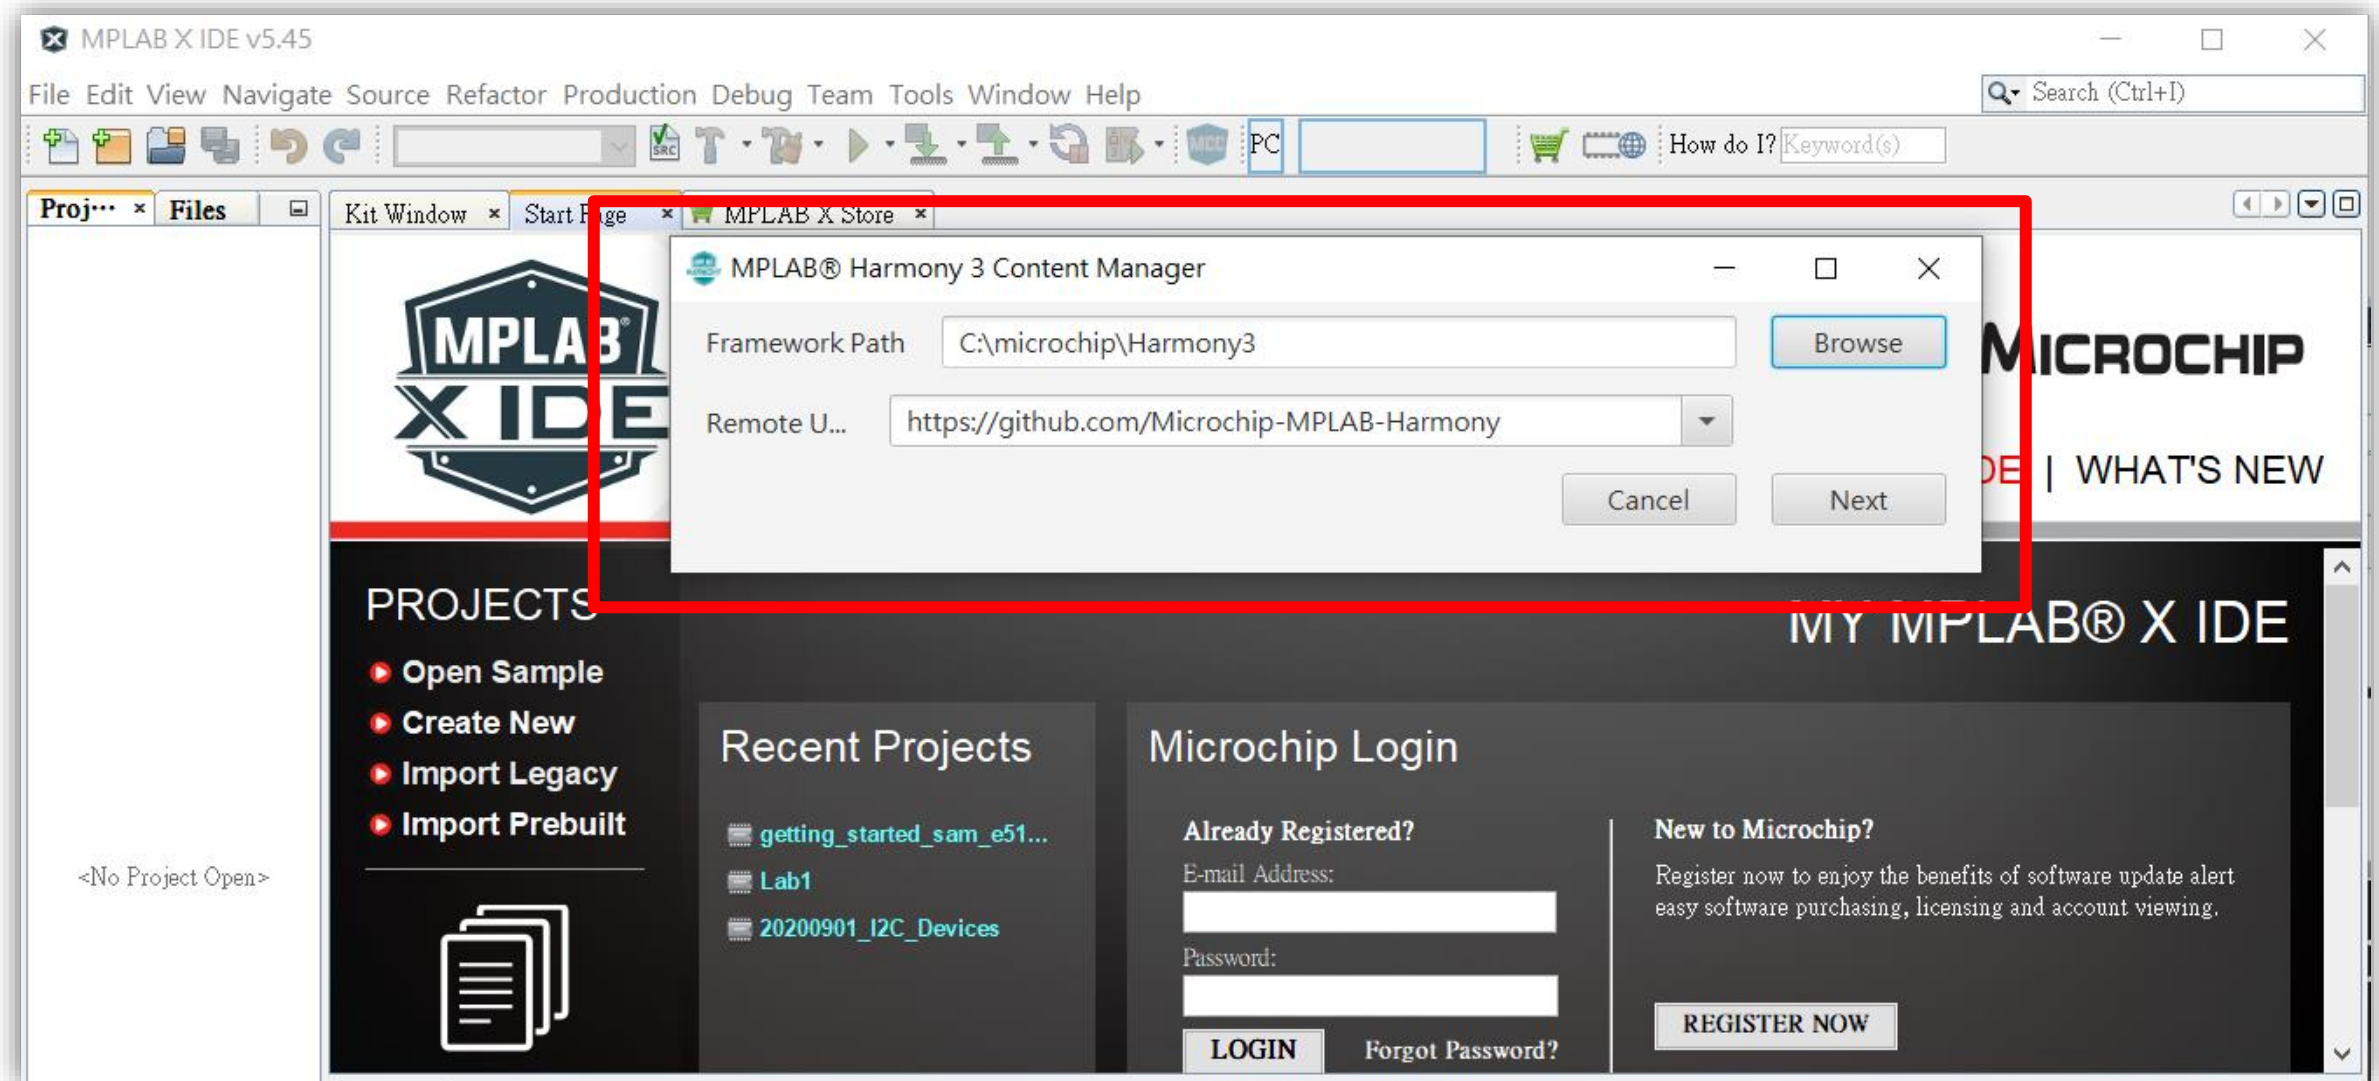 MPLAB X IDE v5.45
File Edit View Navigate Source Refactor Production Debug Team Tools Window Help
Search (Ctrl+I)
SRC
MCC
PC
How do I?
Keyword(s)
Proj··· × Files
Kit Window × Start Page × MPLAB X Store ×
MPLAB® Harmony 3 Content Manager
Framework Path C:\microchip\Harmony3 Browse
Remote U... https://github.com/Microchip-MPLAB-Harmony
Cancel Next
MPLAB®
X IDE
MICROCHIP
| WHAT'S NEW
PROJECTS
MY MPLAB® X IDE
Open Sample
Create New
Import Legacy
Import Prebuilt
<No Project Open>
Recent Projects
getting_started_sam_e51...
Lab1
20200901_I2C_Devices
Microchip Login
Already Registered?
E-mail Address:
Password:
LOGIN Forgot Password?
New to Microchip?
Register now to enjoy the benefits of software update alert
easy software purchasing, licensing and account viewing.
REGISTER NOW